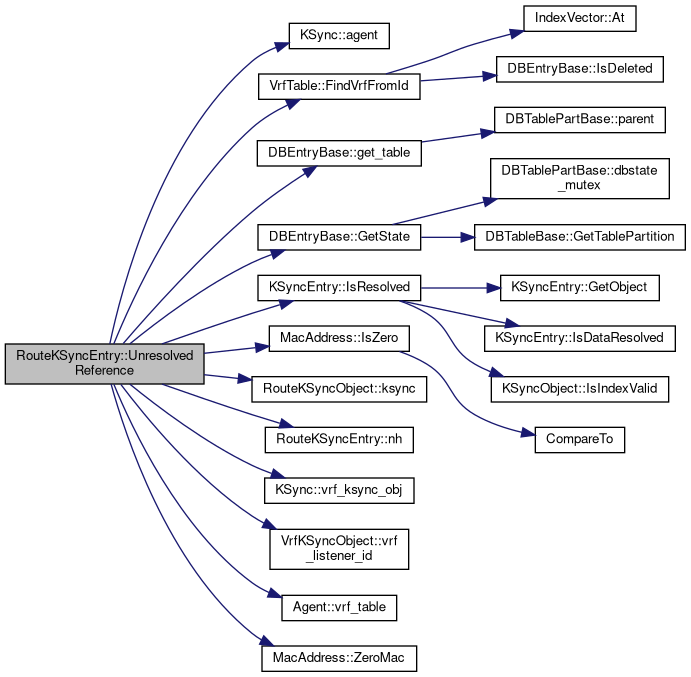 RouteKSyncEntry::Unresolved
Reference
KSync::agent
VrfTable::FindVrfFromId
IndexVector::At
DBEntryBase::IsDeleted
DBEntryBase::get_table
DBTablePartBase::parent
DBEntryBase::GetState
DBTablePartBase::dbstate
_mutex
DBTableBase::GetTablePartition
KSyncEntry::IsResolved
KSyncEntry::GetObject
KSyncEntry::IsDataResolved
KSyncObject::IsIndexValid
MacAddress::IsZero
CompareTo
RouteKSyncObject::ksync
RouteKSyncEntry::nh
KSync::vrf_ksync_obj
VrfKSyncObject::vrf
_listener_id
Agent::vrf_table
MacAddress::ZeroMac